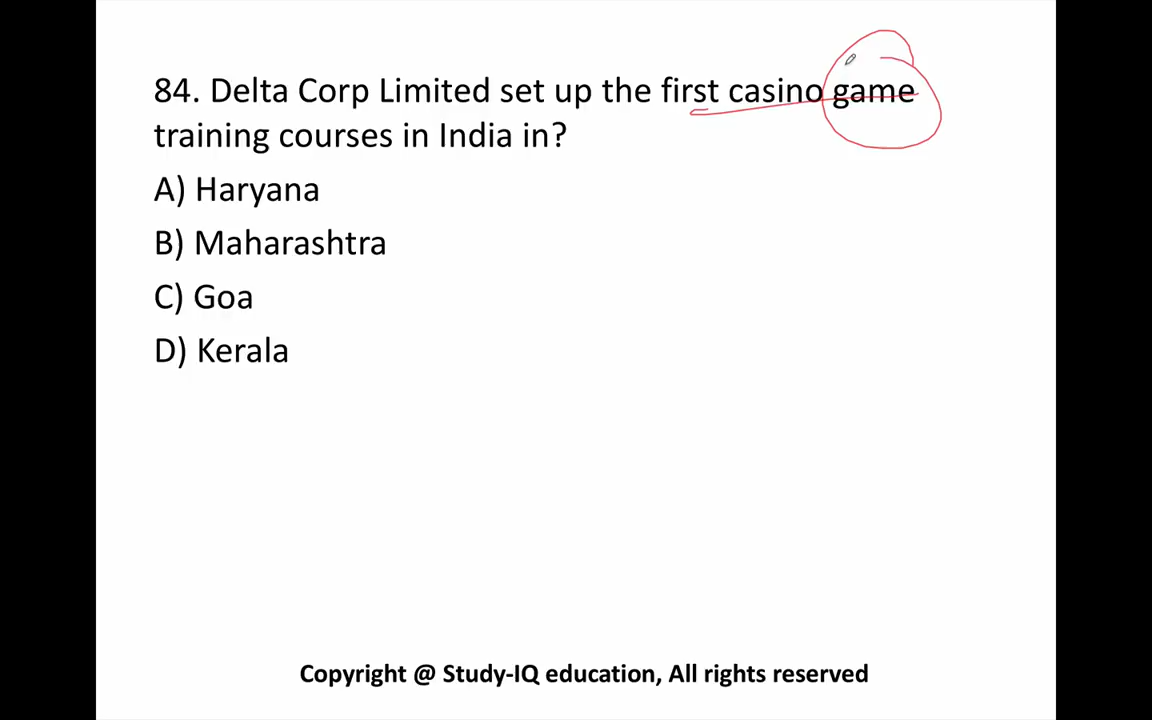 84. Delta Corp Limited set up the first casino game
training courses in India in?
A) Haryana
B) Maharashtra
C) Goa
D) Kerala
Copyright @ Study-IQ education, All rights reserved